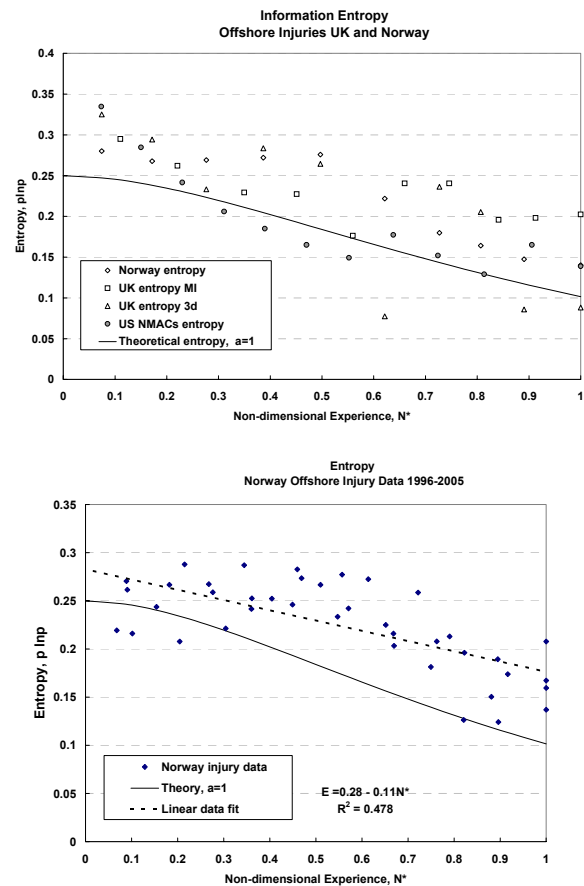 Information Entropy
Offshore Injuries UK and Norway
0.4
0.35
0.3
0.25
0.2
0.15
0.1
0.05
0
Entropy, plnp
Norway entropy
UK entropy MI
UK entropy 3d
US NMACs entropy
Theoretical entropy, a=1
0 0.1 0.2 0.3 0.4 0.5 0.6 0.7 0.8 0.9 1
Non-dimensional Experience, N*
Entropy
Norway Offshore Injury Data 1996-2005
0.35
0.3
0.25
0.2
0.15
0.1
0.05
0
Entropy, p lnp
Norway injury data
Theory, a=1
Linear data fit
E =0.28 - 0.11N*
R² = 0.478
0 0.1 0.2 0.3 0.4 0.5 0.6 0.7 0.8 0.9 1
Non-dimensional Experience, N*